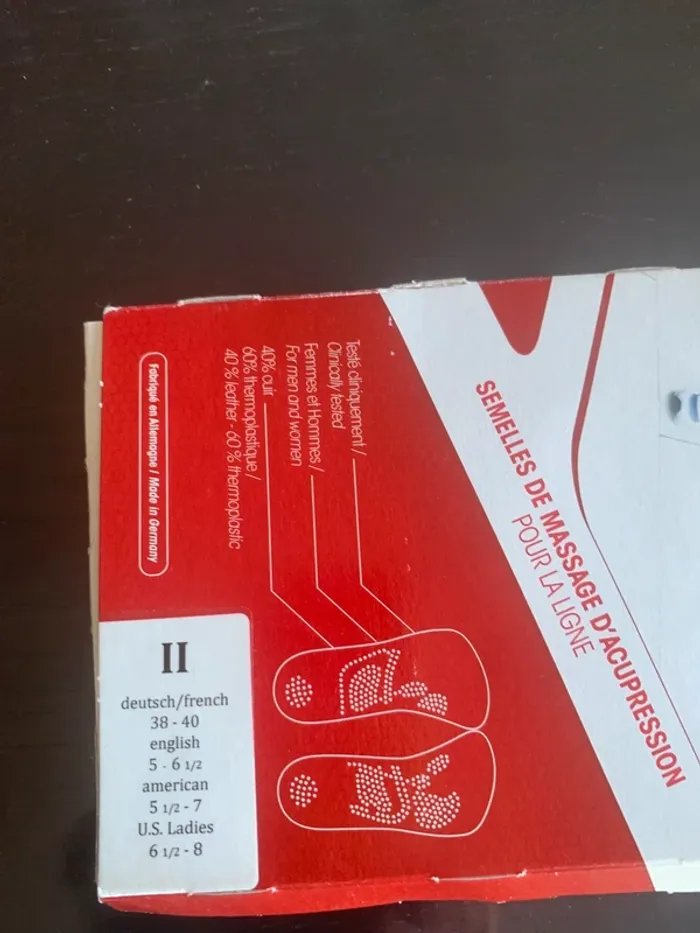 SEMELLES DE MASSAGE D'ACUPRESSION
POUR LA LIGNE
Testé cliniquement /
Clinically tested
Femmes et Hommes /
For men and women
40% cuir
60% thermoplastique /
40 % leather - 60 % thermoplastic
Fabriqué en Allemagne / Made in Germany
II
deutsch/french
38 - 40
english
5 - 6 1/2
american
5 1/2 - 7
U.S. Ladies
6 1/2 - 8